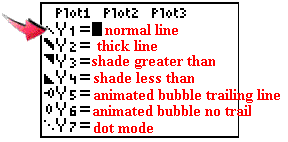 Plot1 Plot2 Plot3
Y1= normal line
Y2= thick line
Y3=shade greater than
Y4= shade less than
Y5=animated bubble trailing line
Y6=animated bubble no trail
Y7=dot mode